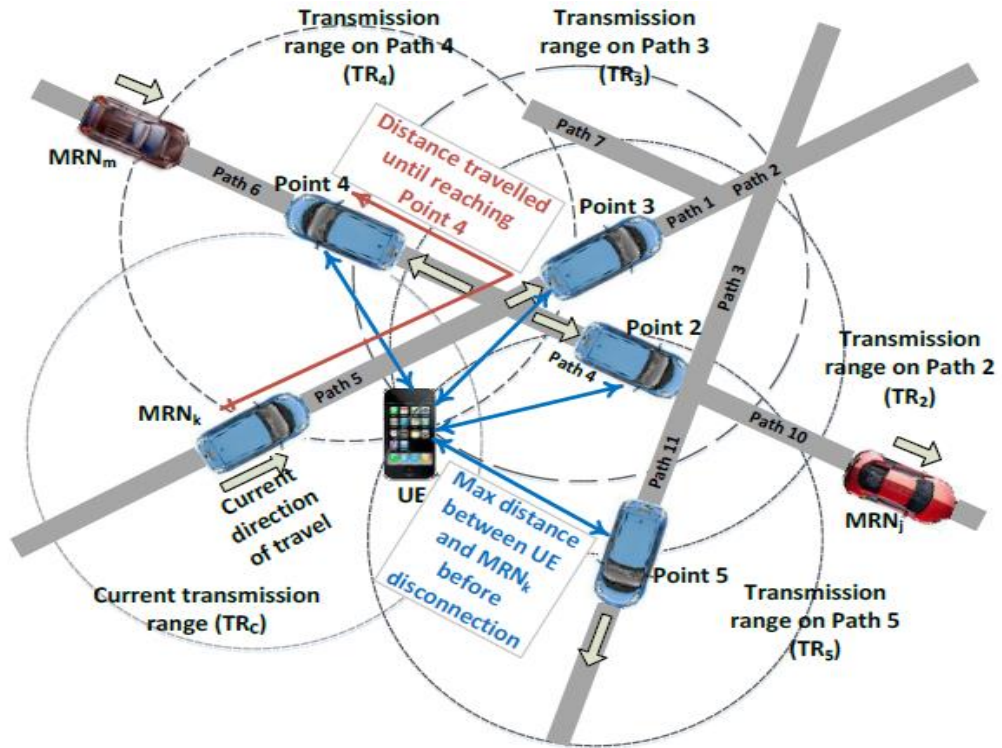 Transmission
range on Path 4
(TR4)
Transmission
range on Path 3
(TR3)
MRNm
Path 6
Point 4
Distance travelled
until reaching
Point 4
Path 7
Path 2
Path 1
Point 3
Path 3
Point 2
Path 4
Transmission
range on Path 2
(TR2)
Path 5
MRNk
Current
direction
of travel
UE
Path 10
Path 11
MRNj
Max distance
between UE
and MRNk
before
disconnection
Point 5
Current transmission
range (TRC)
Transmission
range on Path 5
(TR5)